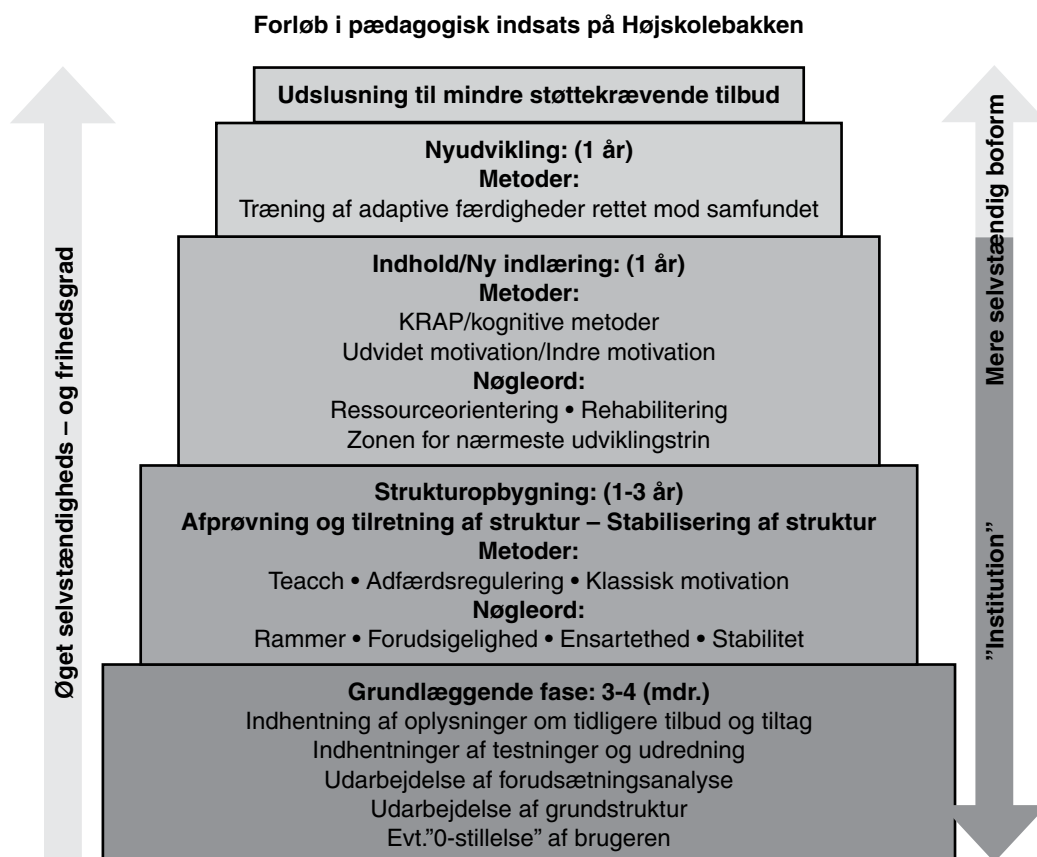 Forløb i pædagogisk indsats på Højskolebakken
Udslusning til mindre støttekrævende tilbud
Nyudvikling: (1 år)
Metoder:
Træning af adaptive færdigheder rettet mod samfundet
Indhold/Ny indlæring: (1 år)
Metoder:
KRAP/kognitive metoder
Udvidet motivation/Indre motivation
Nøgleord:
Ressourceorientering • Rehabilitering
Zonen for nærmeste udviklingstrin
Strukturopbygning: (1-3 år)
Afprøvning og tilretning af struktur – Stabilisering af struktur
Metoder:
Teacch • Adfærdsregulering • Klassisk motivation
Nøgleord:
Rammer • Forudsigelighed • Ensartethed • Stabilitet
Grundlæggende fase: 3-4 (mdr.)
Indhentning af oplysninger om tidligere tilbud og tiltag
Indhentninger af testninger og udredning
Udarbejdelse af forudsætningsanalyse
Udarbejdelse af grundstruktur
Evt.”0-stillelse” af brugeren
Øget selvstændigheds – og frihedsgrad
Mere selvstændig boform
”Institution”